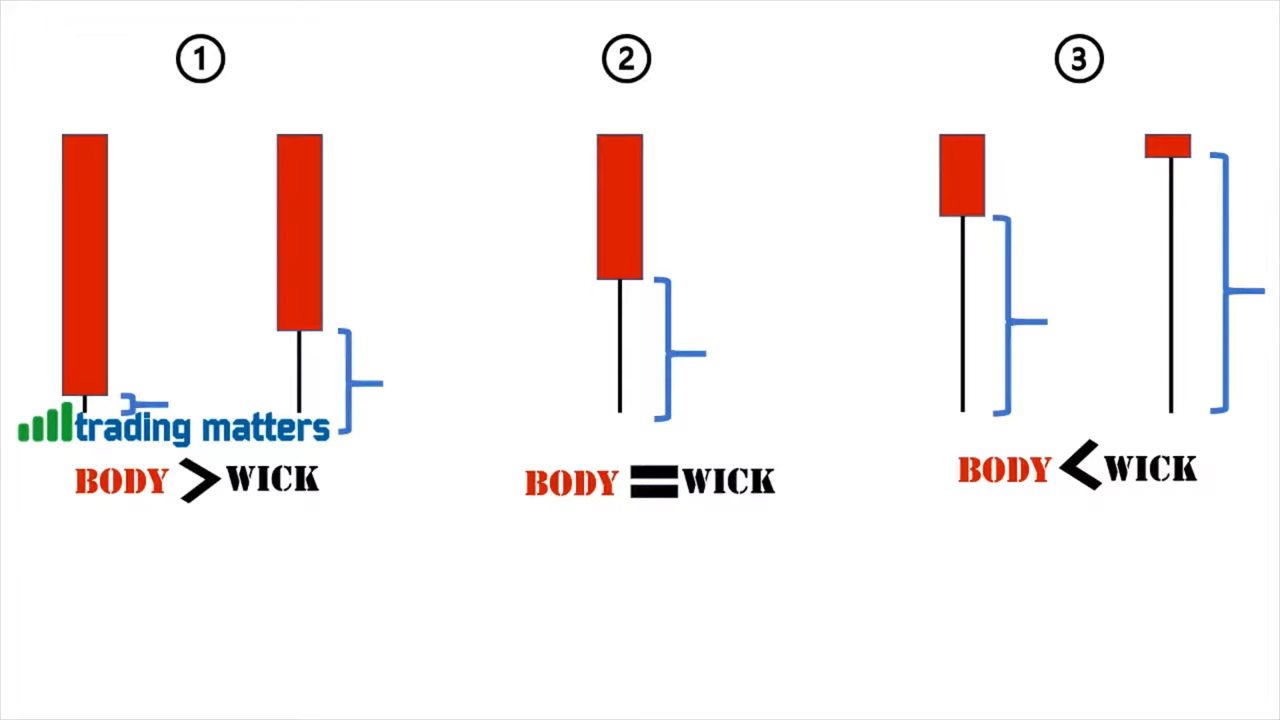 1
2
3
trading matters
BODY > WICK
BODY = WICK
BODY < WICK